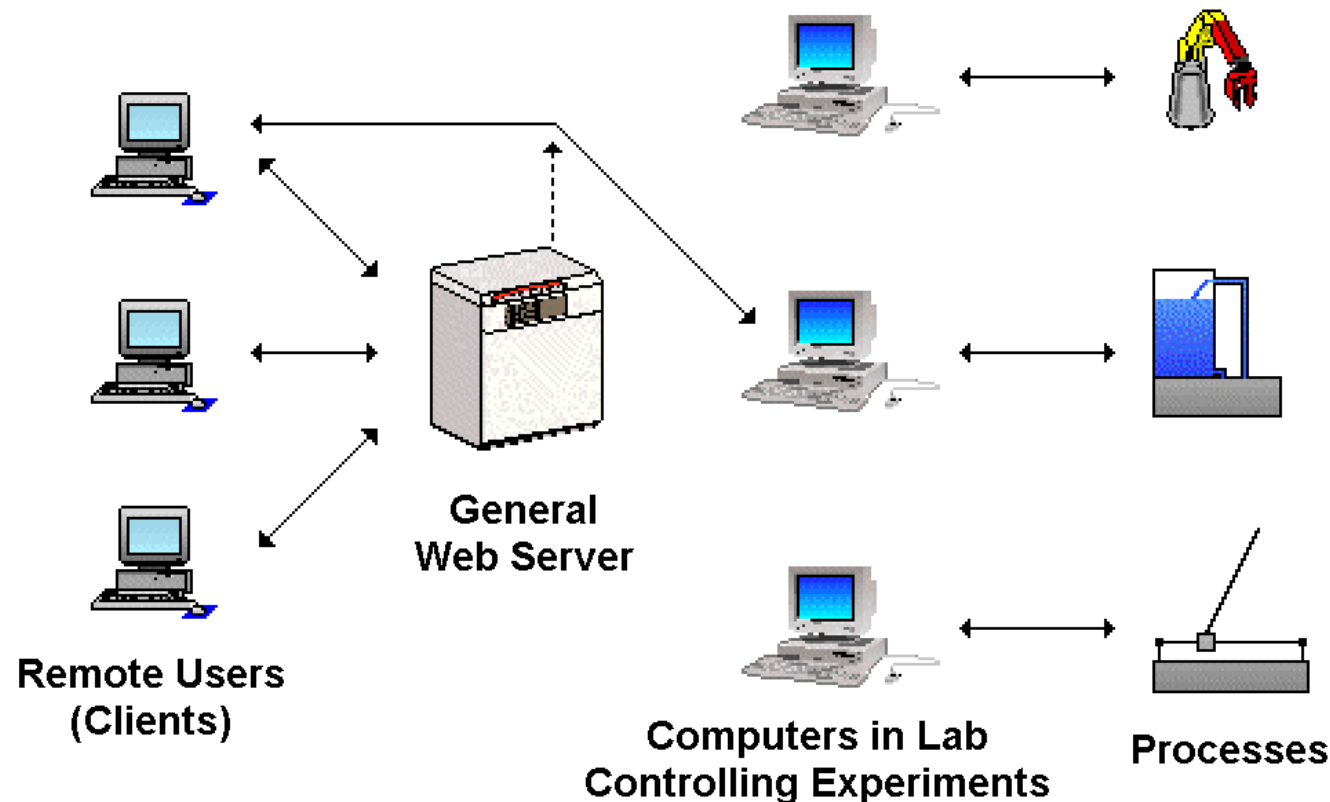 General
Web Server
Remote Users
(Clients)
Computers in Lab
Controlling Experiments
Processes